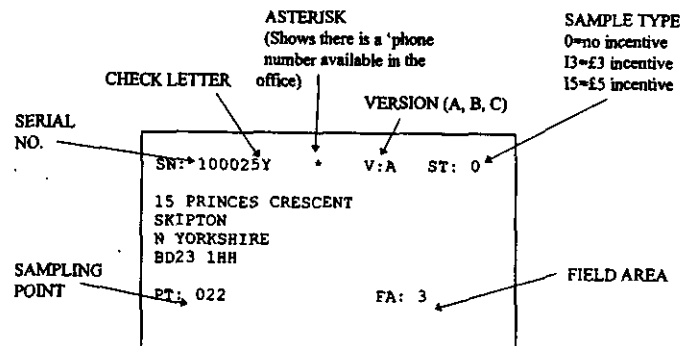 ASTERISK
(Shows there is a 'phone
number available in the
office)
SAMPLE TYPE
0=no incentive
I3=£3 incentive
I5=£5 incentive
CHECK LETTER
VERSION (A, B, C)
SERIAL
NO.
SN: 100025Y * V:A ST: 0
15 PRINCES CRESCENT
SKIPTON
N YORKSHIRE
BD23 1HH
SAMPLING
POINT
FIELD AREA
PT: 022 FA: 3